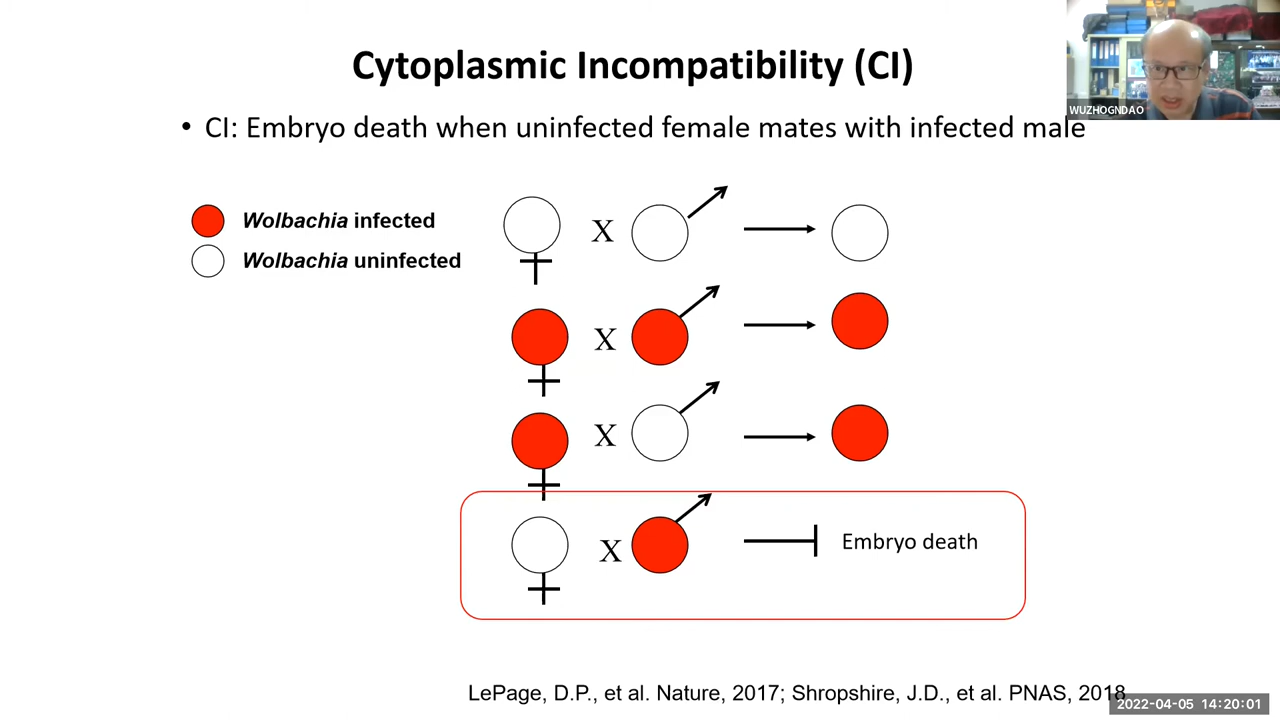 Cytoplasmic Incompatibility (CI)
WUZHOGNDAO
• CI: Embryo death when uninfected female mates with infected male
Wolbachia infected
Wolbachia uninfected
X
X
X
X
Embryo death
LePage, D.P., et al. Nature, 2017; Shropshire, J.D., et al. PNAS, 2018
2022-04-05 14:20:01